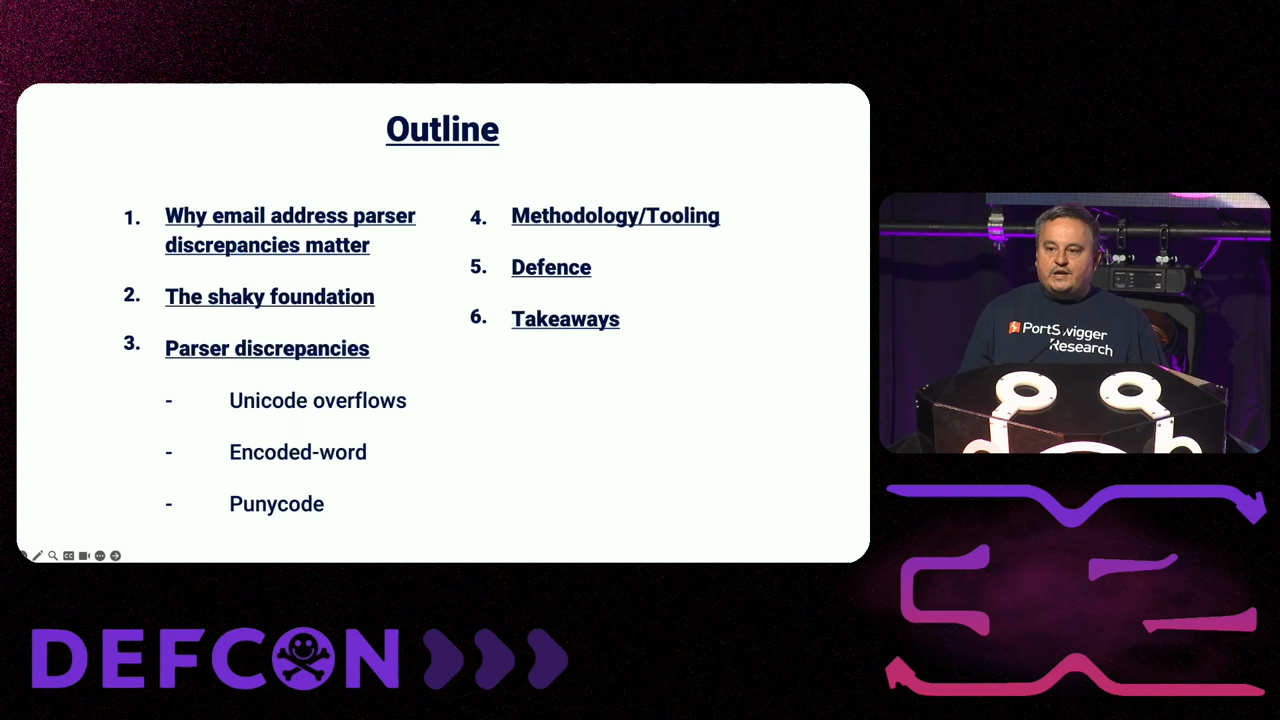 Outline
1. Why email address parser
discrepancies matter
2. The shaky foundation
3. Parser discrepancies
- Unicode overflows
- Encoded-word
- Punycode
4. Methodology/Tooling
5. Defence
6. Takeaways
PortSwigger
Research
DEFCON